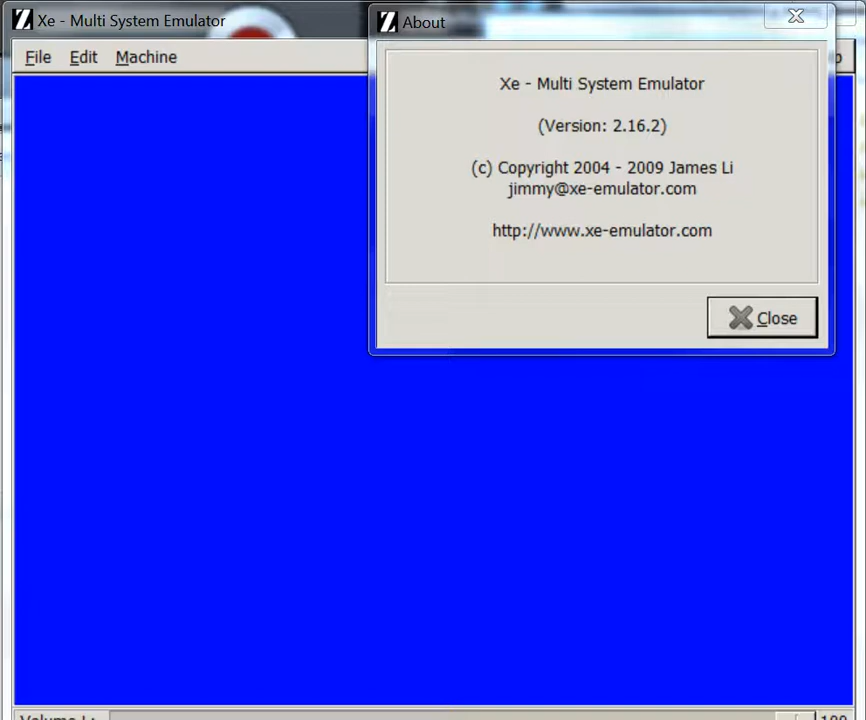 Xe - Multi System Emulator
File Edit Machine
About
Xe - Multi System Emulator
(Version: 2.16.2)
(c) Copyright 2004 - 2009 James Li
jimmy@xe-emulator.com
http://www.xe-emulator.com
Close